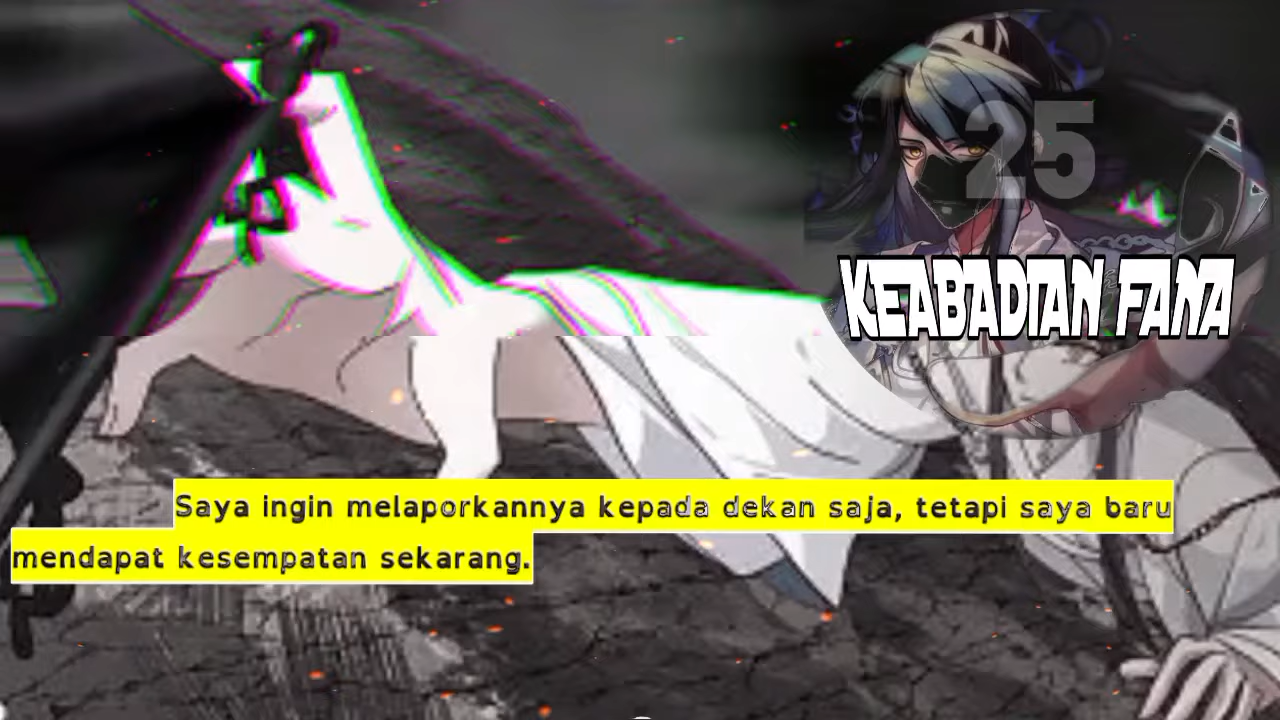 25
KEABADIAN FANA
Saya ingin melaporkannya kepada dekan saja, tetapi saya baru
mendapat kesempatan sekarang.